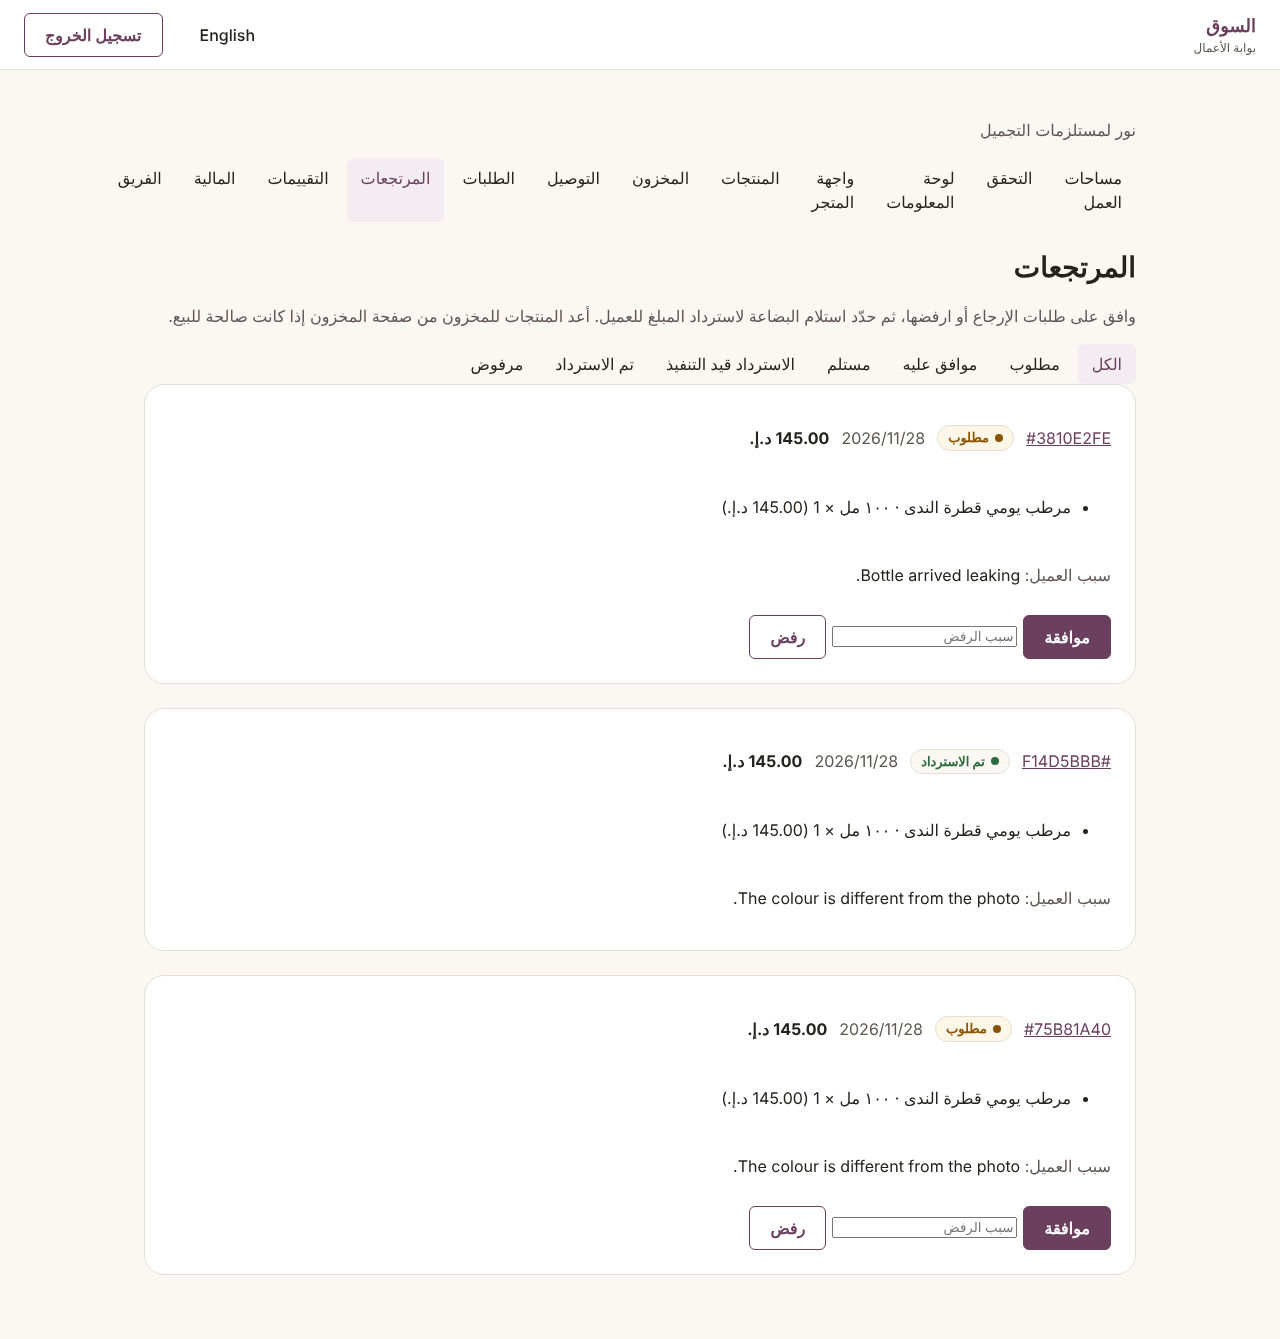 السوق
بوابة الأعمال
English
تسجيل الخروج
نور لمستلزمات التجميل
مساحات العمل
التحقق
لوحة المعلومات
واجهة المتجر
المنتجات
المخزون
التوصيل
الطلبات
المرتجعات
التقييمات
المالية
الفريق
المرتجعات
وافق على طلبات الإرجاع أو ارفضها، ثم حدّد استلام البضاعة لاسترداد المبلغ للعميل. أعد المنتجات للمخزون من صفحة المخزون إذا كانت صالحة للبيع.
الكل
مطلوب
موافق عليه
مستلم
الاسترداد قيد التنفيذ
تم الاسترداد
مرفوض
#3810E2FE مطلوب 2026/11/28 145.00 د.إ.
مرطب يومي قطرة الندى · ١٠٠ مل × 1 (145.00 د.إ.)
سبب العميل: Bottle arrived leaking.
موافقة
سبب الرفض
رفض
F14D5BBB# تم الاسترداد 2026/11/28 145.00 د.إ.
مرطب يومي قطرة الندى · ١٠٠ مل × 1 (145.00 د.إ.)
سبب العميل: The colour is different from the photo.
#75B81A40 مطلوب 2026/11/28 145.00 د.إ.
مرطب يومي قطرة الندى · ١٠٠ مل × 1 (145.00 د.إ.)
سبب العميل: The colour is different from the photo.
موافقة
سبب الرفض
رفض